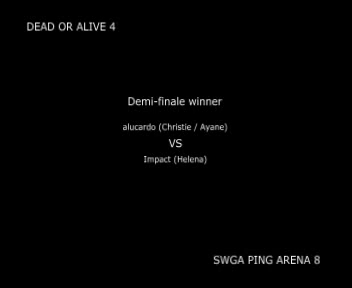 DEAD OR ALIVE 4
Demi-finale winner
alucardo (Christie / Ayane)
VS
Impact (Helena)
SWGA PING ARENA 8